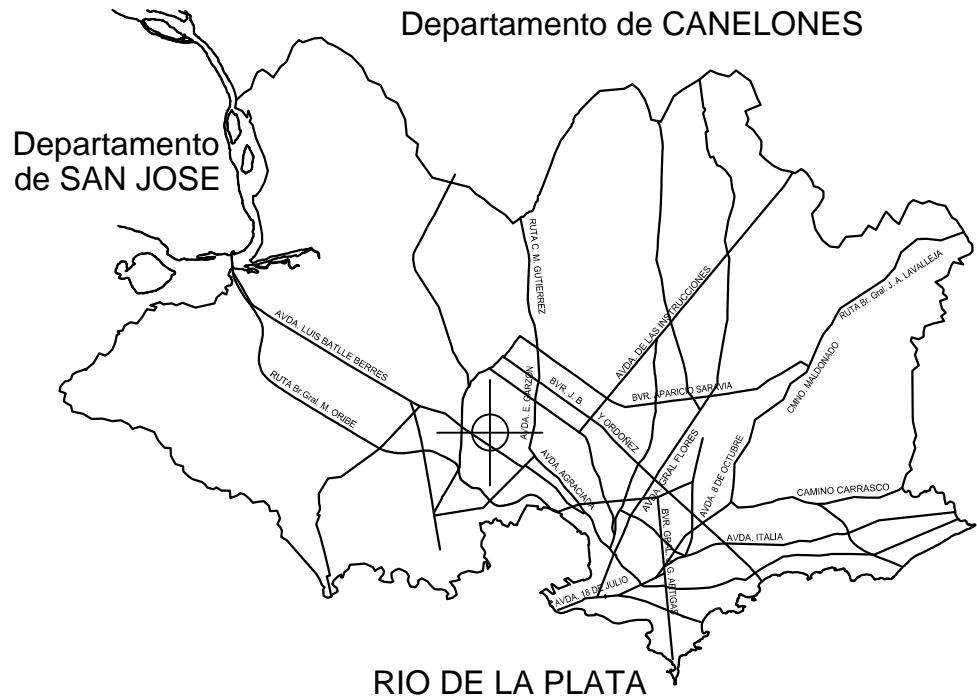 Departamento de CANELONES
Departamento
de SAN JOSE
RUTA C. M. GUTIERREZ
AVDA. DE LAS INSTRUCCIONES
RUTA Br. Gral. J. A. LAVALLEJA
AVDA. LUIS BATLLE BERRES
RUTA Br.Gral. M. ORIBE
AVDA. E. GARZON
BVR. J. B.
Y ORDOÑEZ
BVR. APARICIO SARAVIA
CMNO. MALDONADO
AVDA. AGRACIADA
AVDA. GRAL FLORES
AVDA. 8 DE OCTUBRE
CAMINO CARRASCO
AVDA. ITALIA
BVR. GRAL. J. G. ARTIGAS
AVDA. 18 DE JULIO
RIO DE LA PLATA